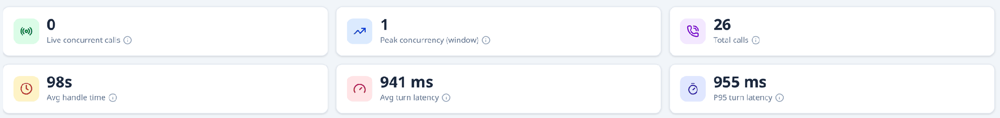 0
Live concurrent calls
1
Peak concurrency (window)
26
Total calls
98s
Avg handle time
941 ms
Avg turn latency
955 ms
P95 turn latency